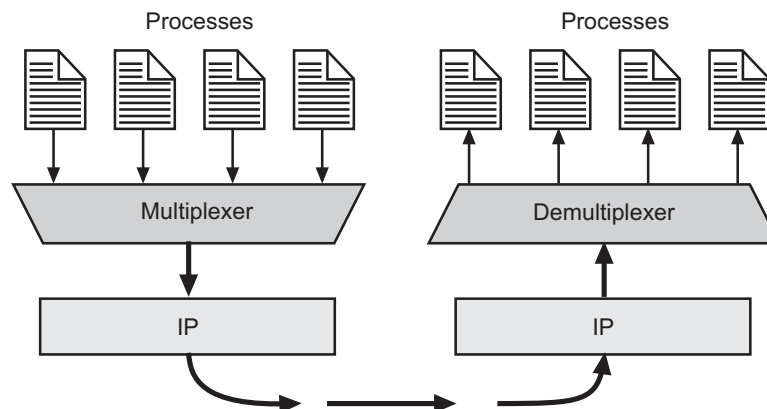 Processes
Processes
Multiplexer
Demultiplexer
IP
IP